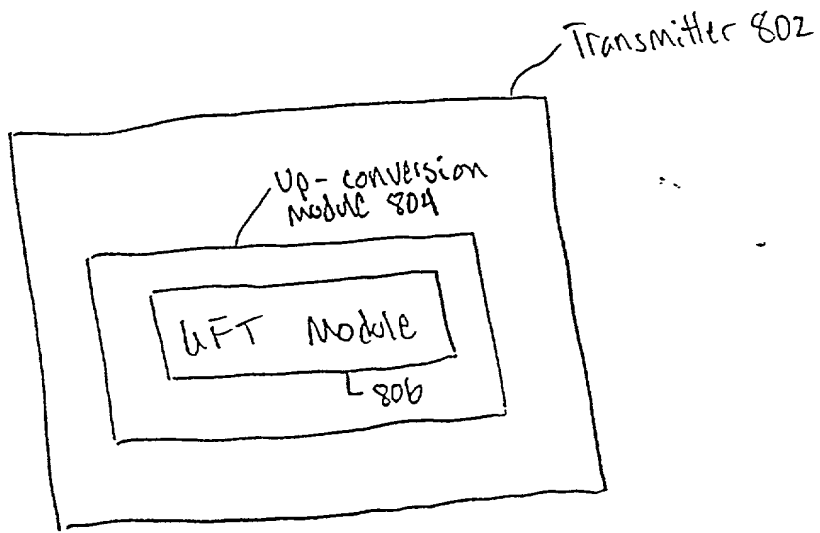 Transmitter 802
Up-conversion
module 804
UFT Module
806